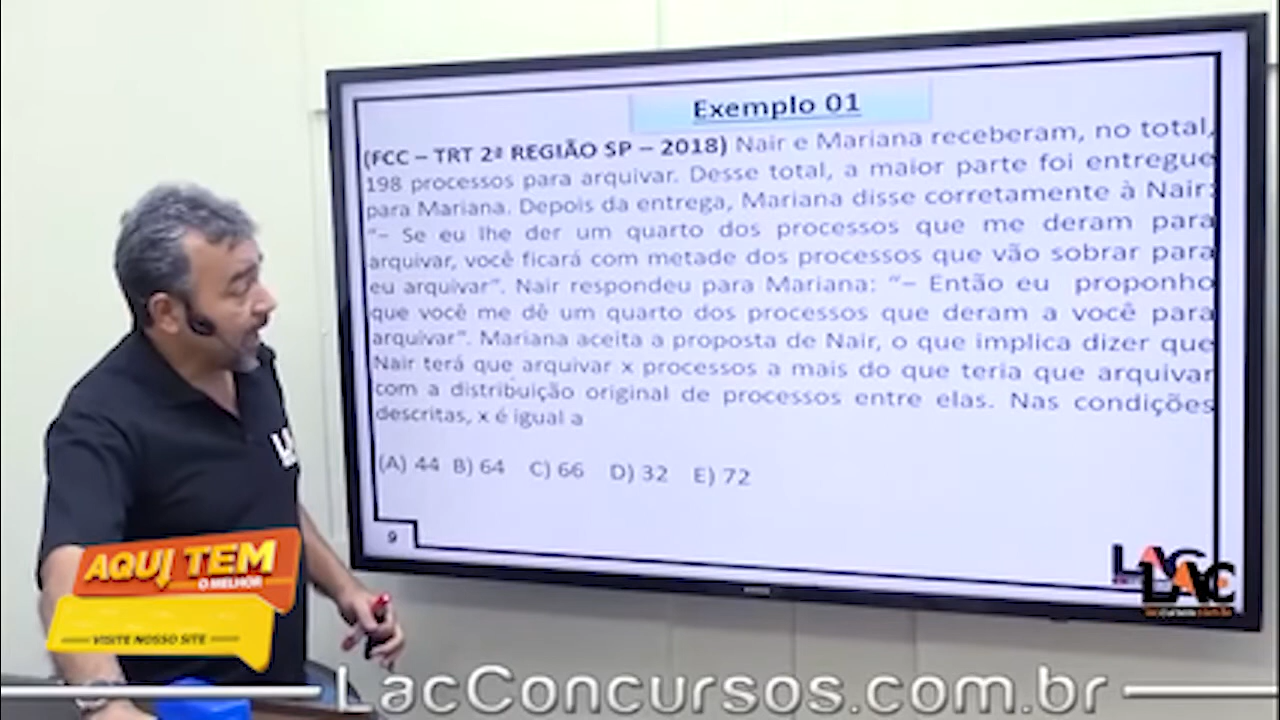 Exemplo 01
(FCC – TRT 2ª REGIÃO SP – 2018) Nair e Mariana receberam, no total,
198 processos para arquivar. Desse total, a maior parte foi entregue
para Mariana. Depois da entrega, Mariana disse corretamente à Nair:
"– Se eu lhe der um quarto dos processos que me deram para
arquivar, você ficará com metade dos processos que vão sobrar para
eu arquivar". Nair respondeu para Mariana: "– Então eu proponho
que você me dê um quarto dos processos que deram a você para
arquivar". Mariana aceita a proposta de Nair, o que implica dizer que
Nair terá que arquivar x processos a mais do que teria que arquivar
com a distribuição original de processos entre elas. Nas condições
descritas, x é igual a
(A) 44 B) 64 C) 66 D) 32 E) 72
9
LAC
LAC
AQUI TEM
O MELHOR
VISITE NOSSO SITE
LacConcursos.com.br